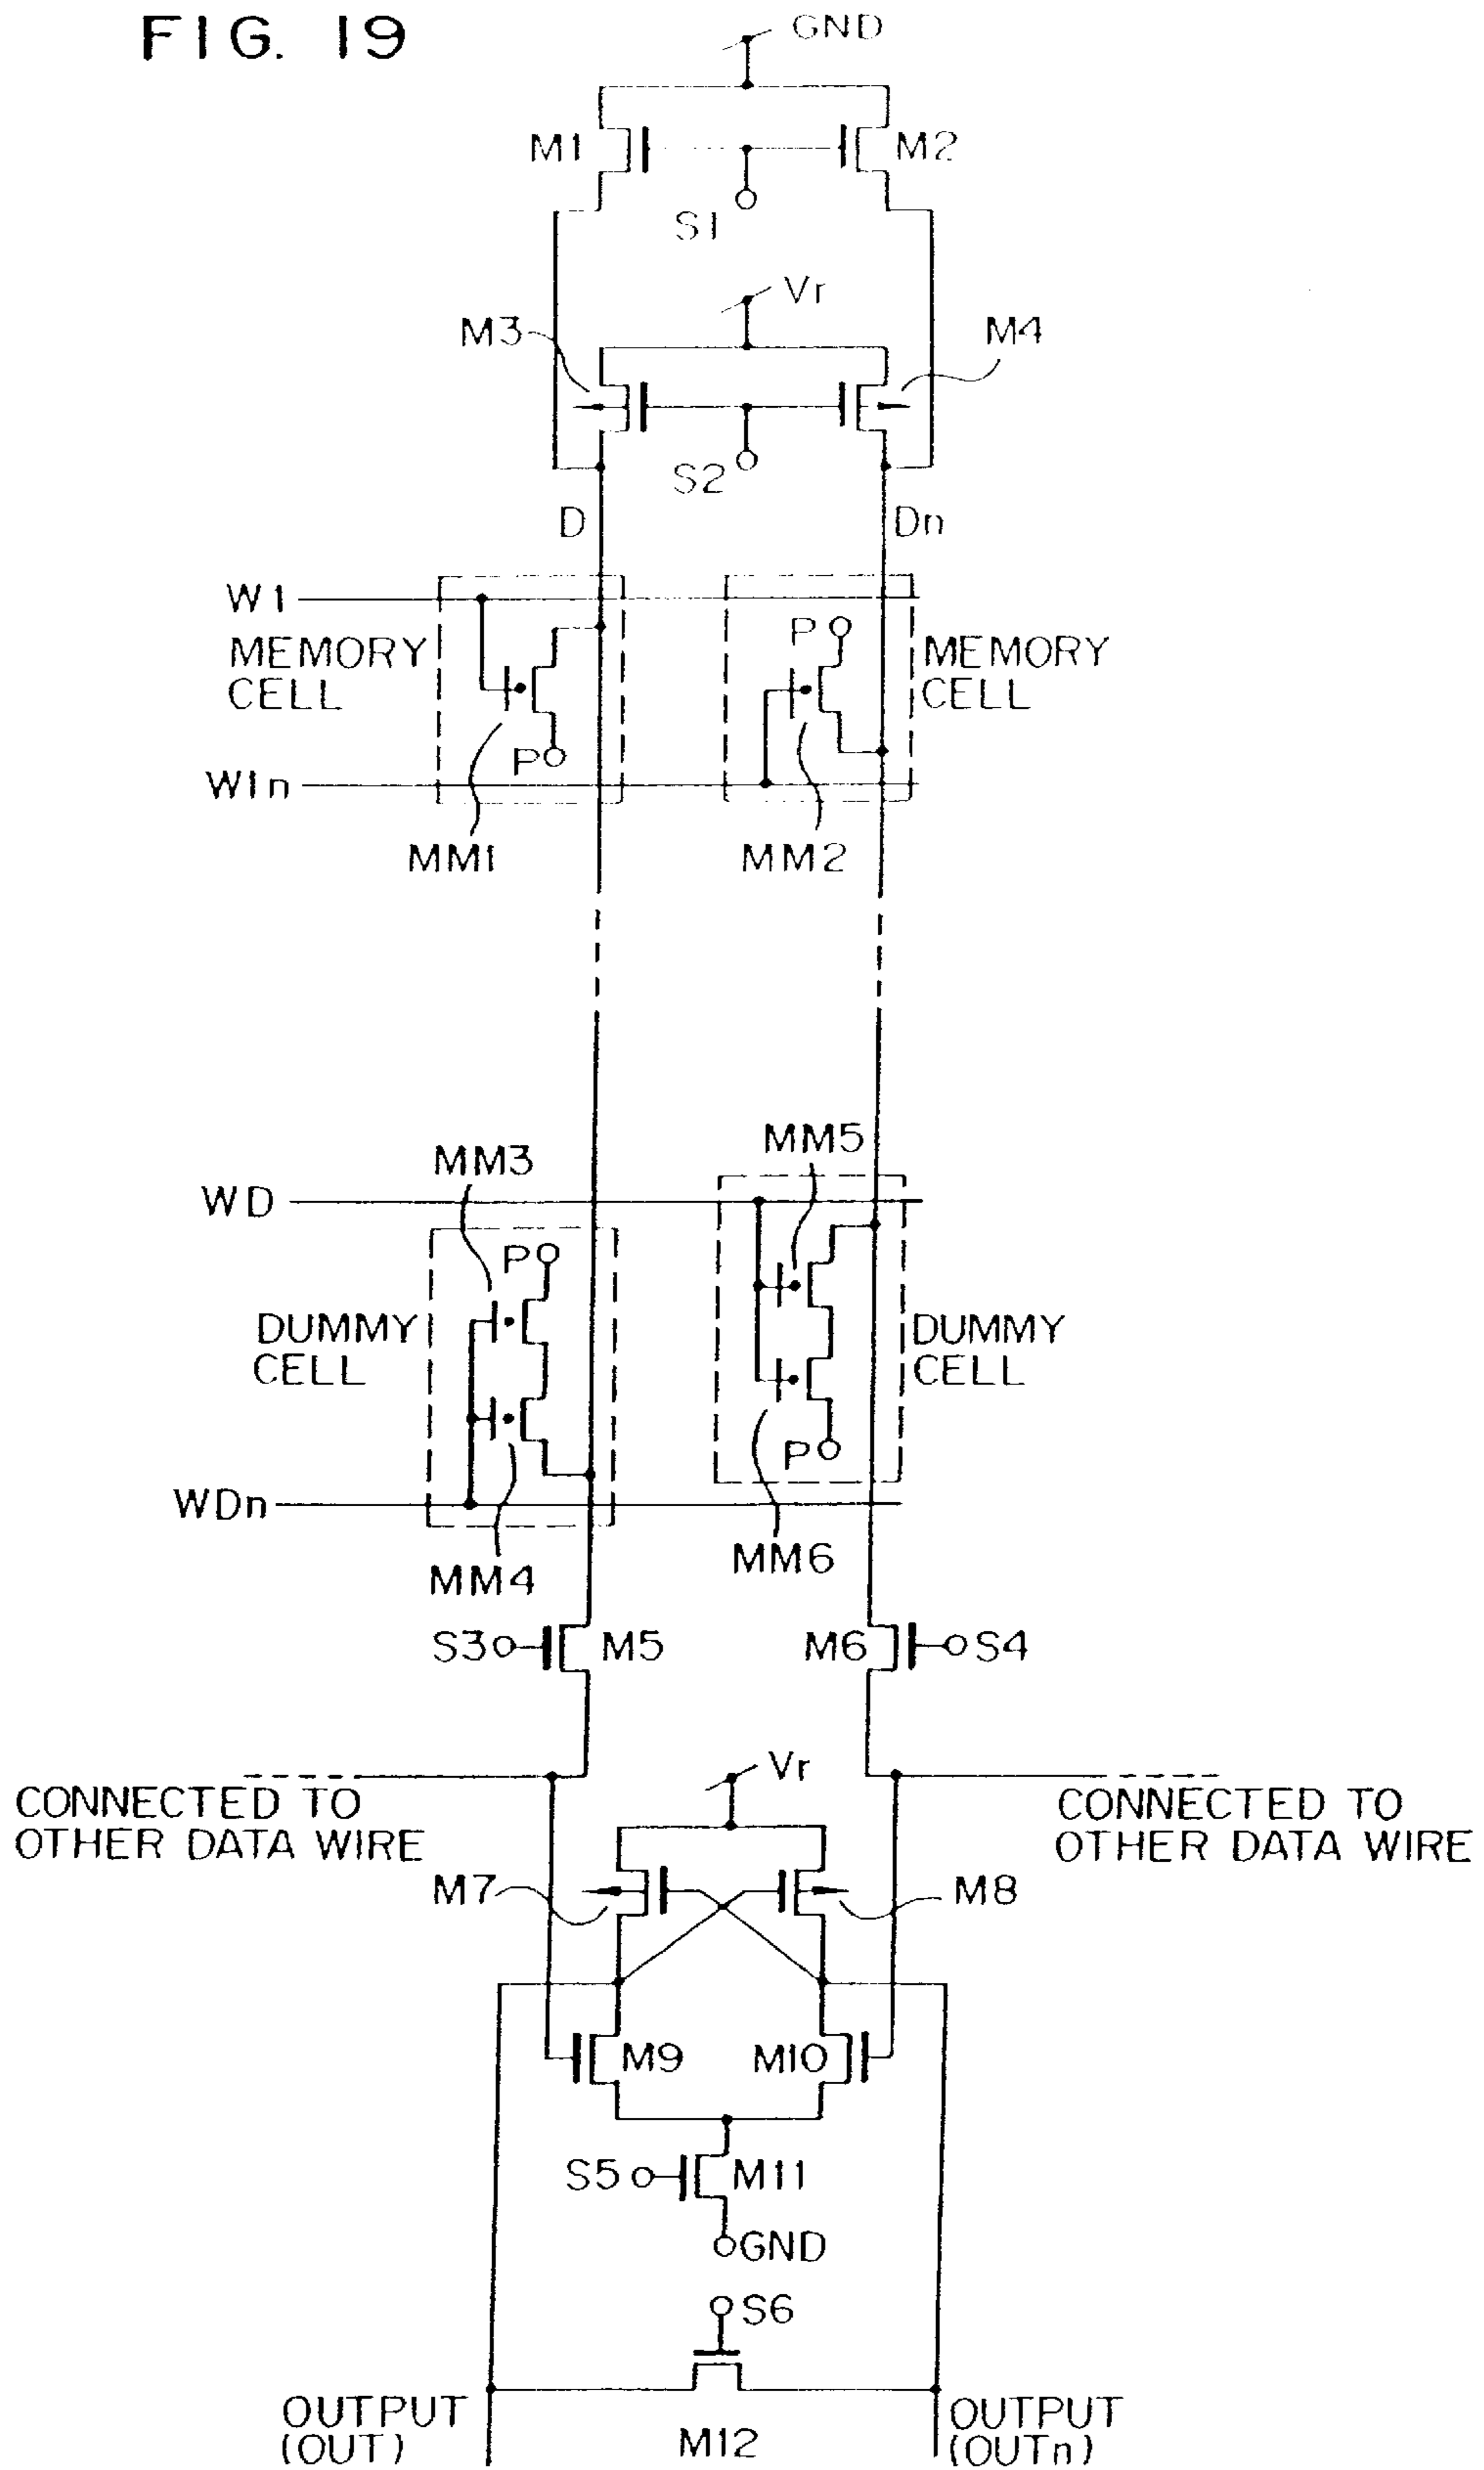 FIG. 19
GND
M1
M2
S1
Vr
M3
M4
S2
D
Dn
W1
P
MEMORY
CELL
MEMORY
CELL
P
W1n
MM1
MM2
MM5
MM3
WD
P
DUMMY
CELL
DUMMY
CELL
P
WDn
MM6
MM4
S3
M5
M6
S4
Vr
CONNECTED TO
OTHER DATA WIRE
CONNECTED TO
OTHER DATA WIRE
M7
M8
M9
M10
S5
M11
GND
S6
OUTPUT
(OUT)
M12
OUTPUT
(OUTn)